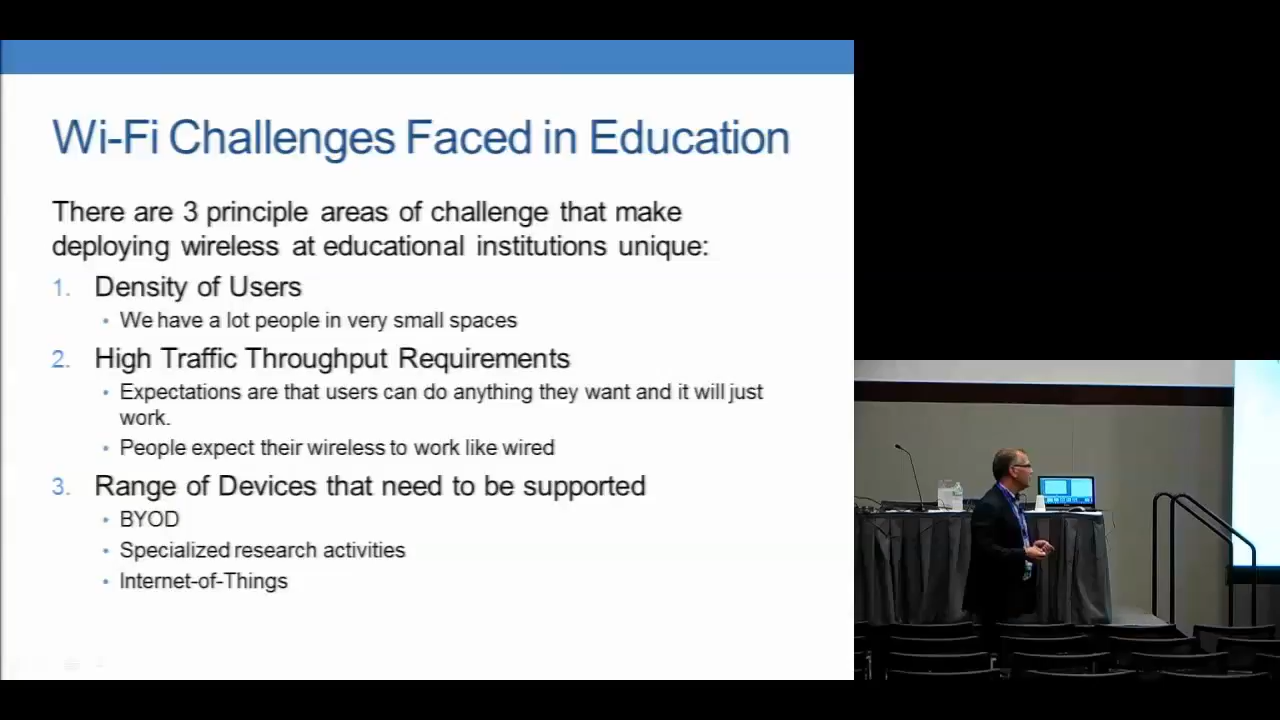 Wi-Fi Challenges Faced in Education
There are 3 principle areas of challenge that make
deploying wireless at educational institutions unique:
1. Density of Users
• We have a lot people in very small spaces
2. High Traffic Throughput Requirements
• Expectations are that users can do anything they want and it will just
work.
• People expect their wireless to work like wired
3. Range of Devices that need to be supported
• BYOD
• Specialized research activities
• Internet-of-Things